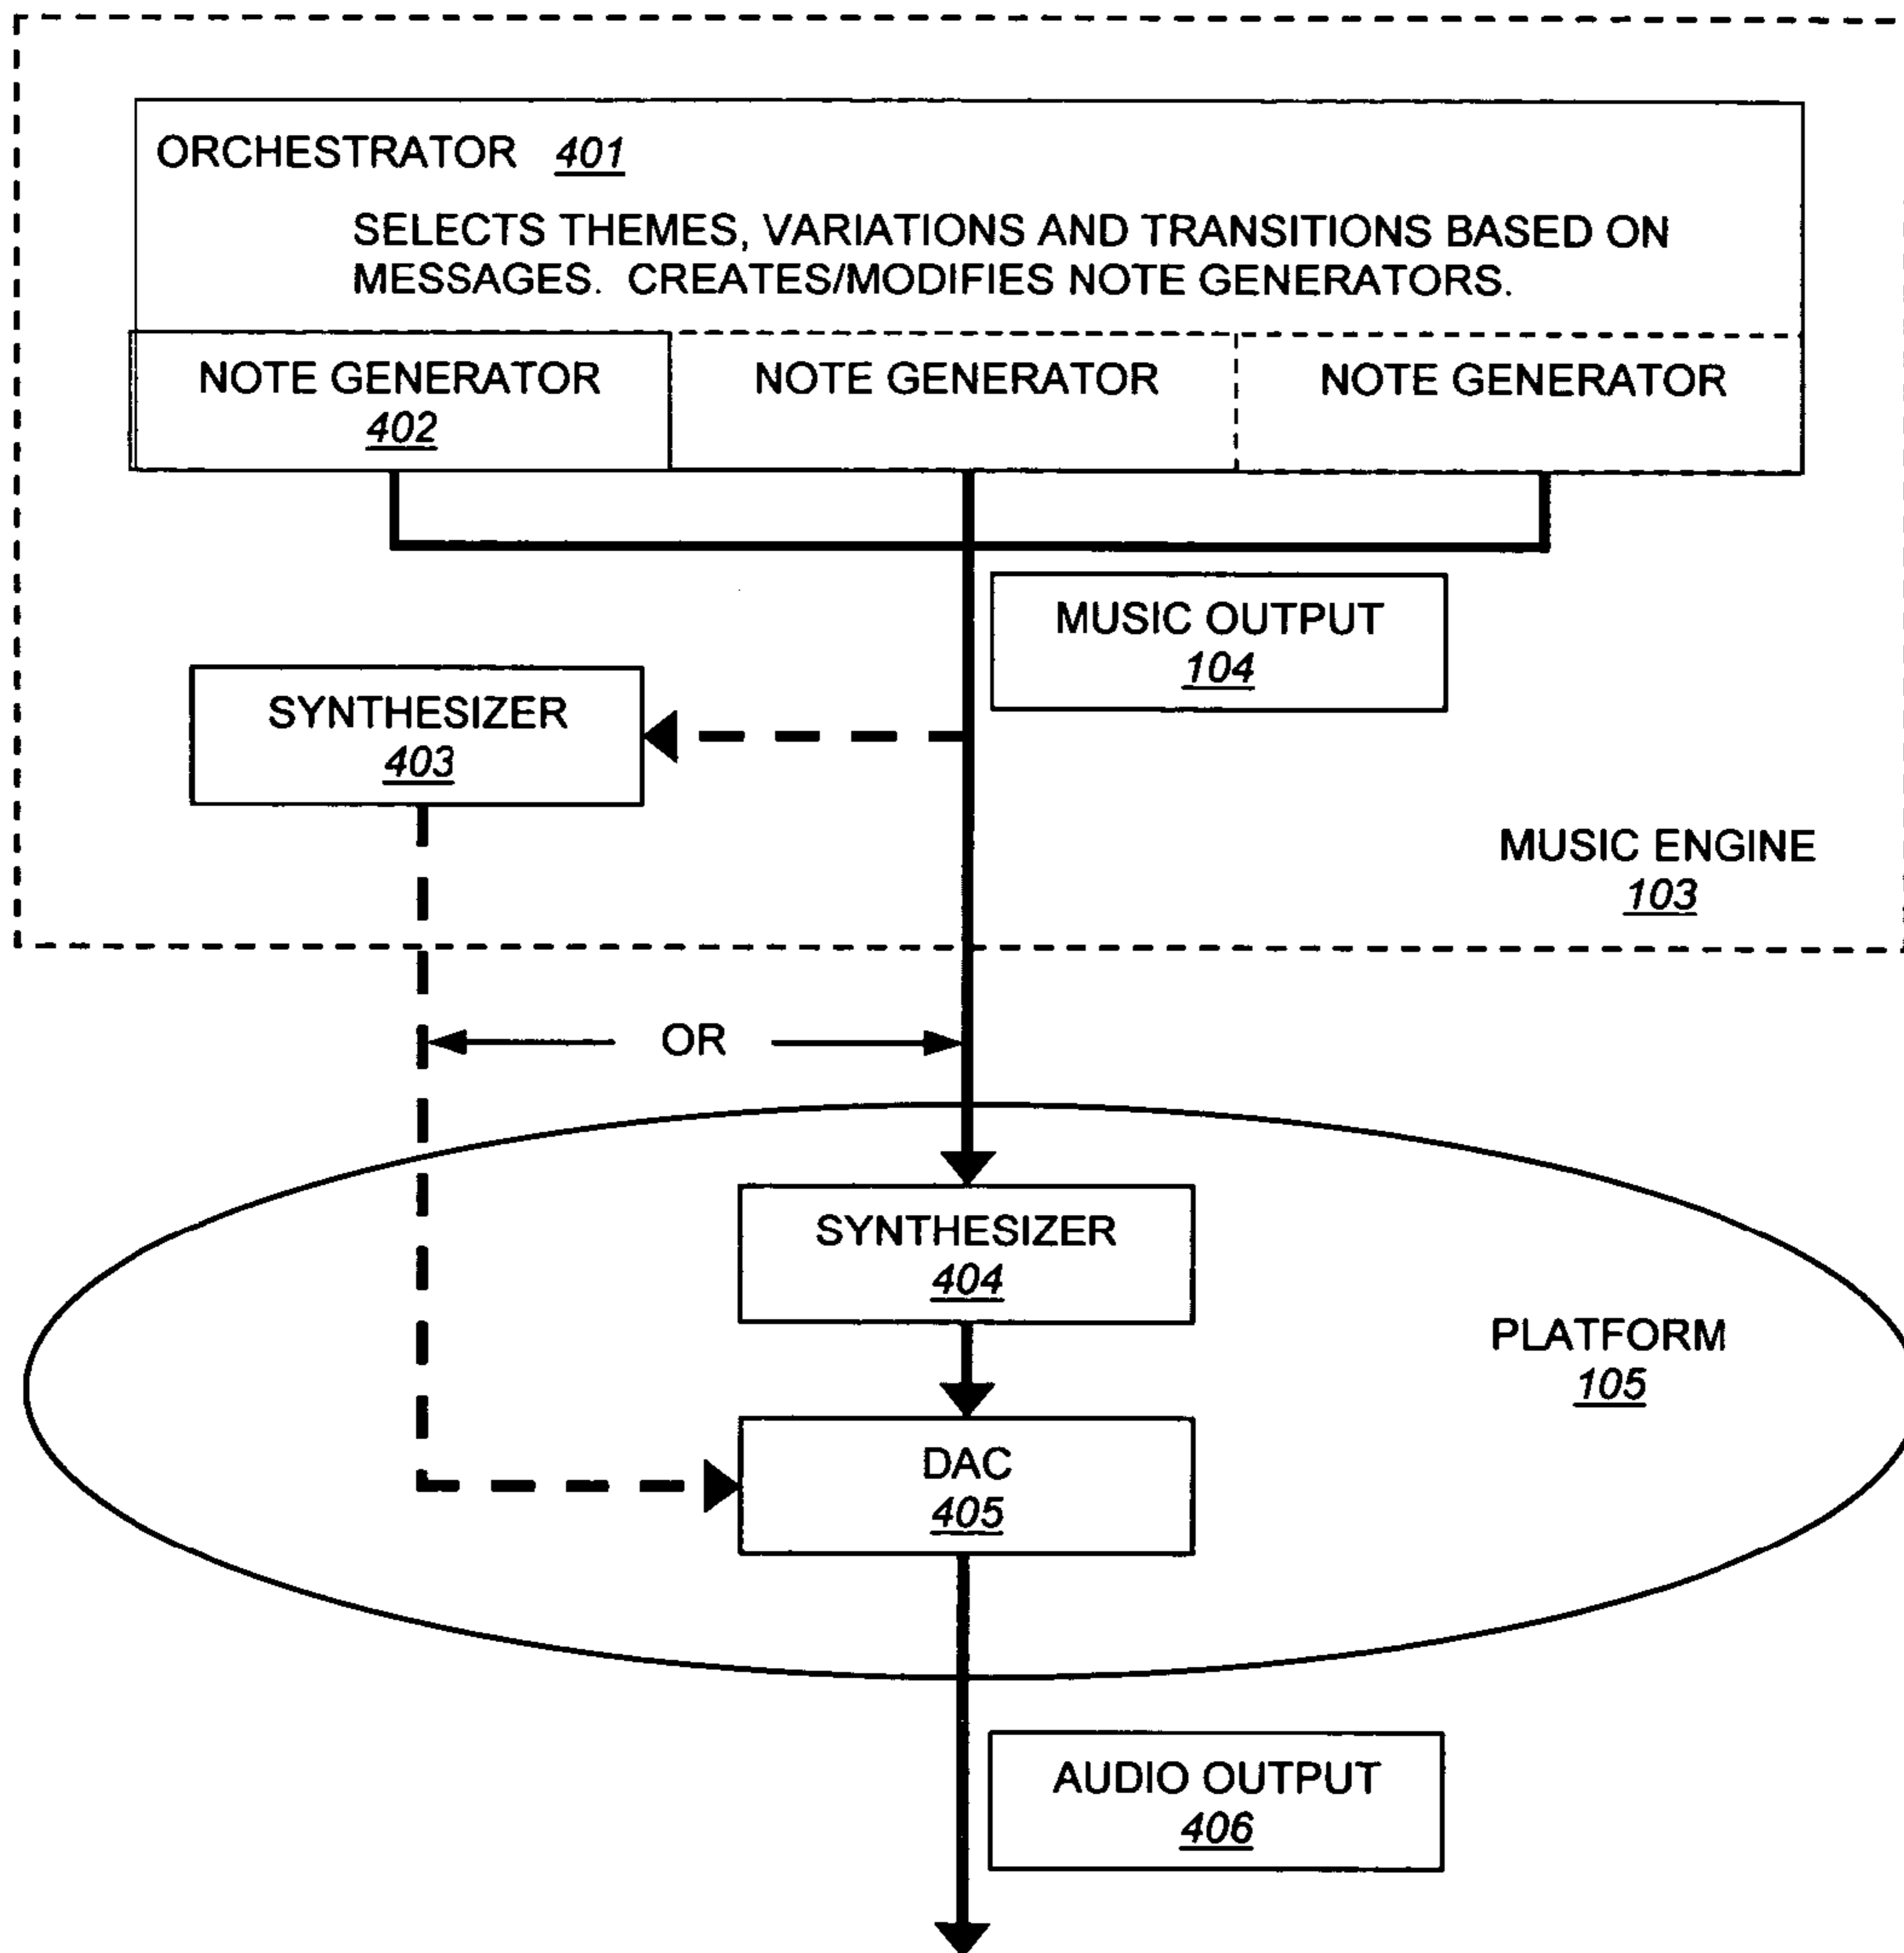 ORCHESTRATOR 401
SELECTS THEMES, VARIATIONS AND TRANSITIONS BASED ON
MESSAGES. CREATES/MODIFIES NOTE GENERATORS.
NOTE GENERATOR
402
NOTE GENERATOR
NOTE GENERATOR
MUSIC OUTPUT
104
SYNTHESIZER
403
MUSIC ENGINE
103
OR
SYNTHESIZER
404
PLATFORM
105
DAC
405
AUDIO OUTPUT
406